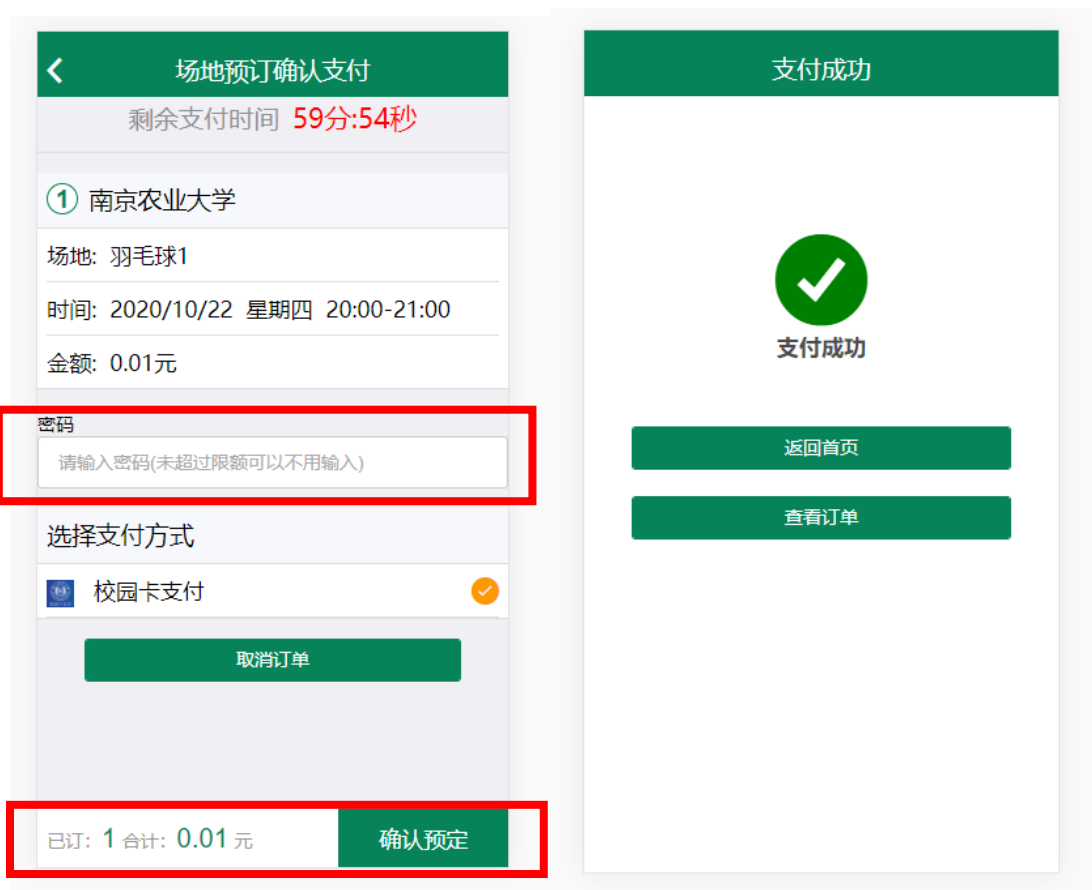 场地预订确认支付
剩余支付时间 59分:54秒
① 南京农业大学
场地: 羽毛球1
时间: 2020/10/22 星期四 20:00-21:00
金额: 0.01元
密码
请输入密码(未超过限额可以不用输入)
选择支付方式
校园卡支付
取消订单
已订: 1 合计: 0.01 元
确认预定
支付成功
支付成功
返回首页
查看订单